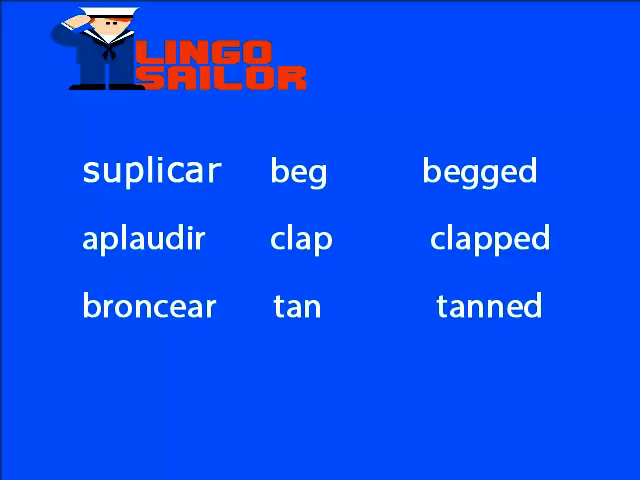 LINGO
SAILOR
suplicar beg begged
aplaudir clap clapped
broncear tan tanned